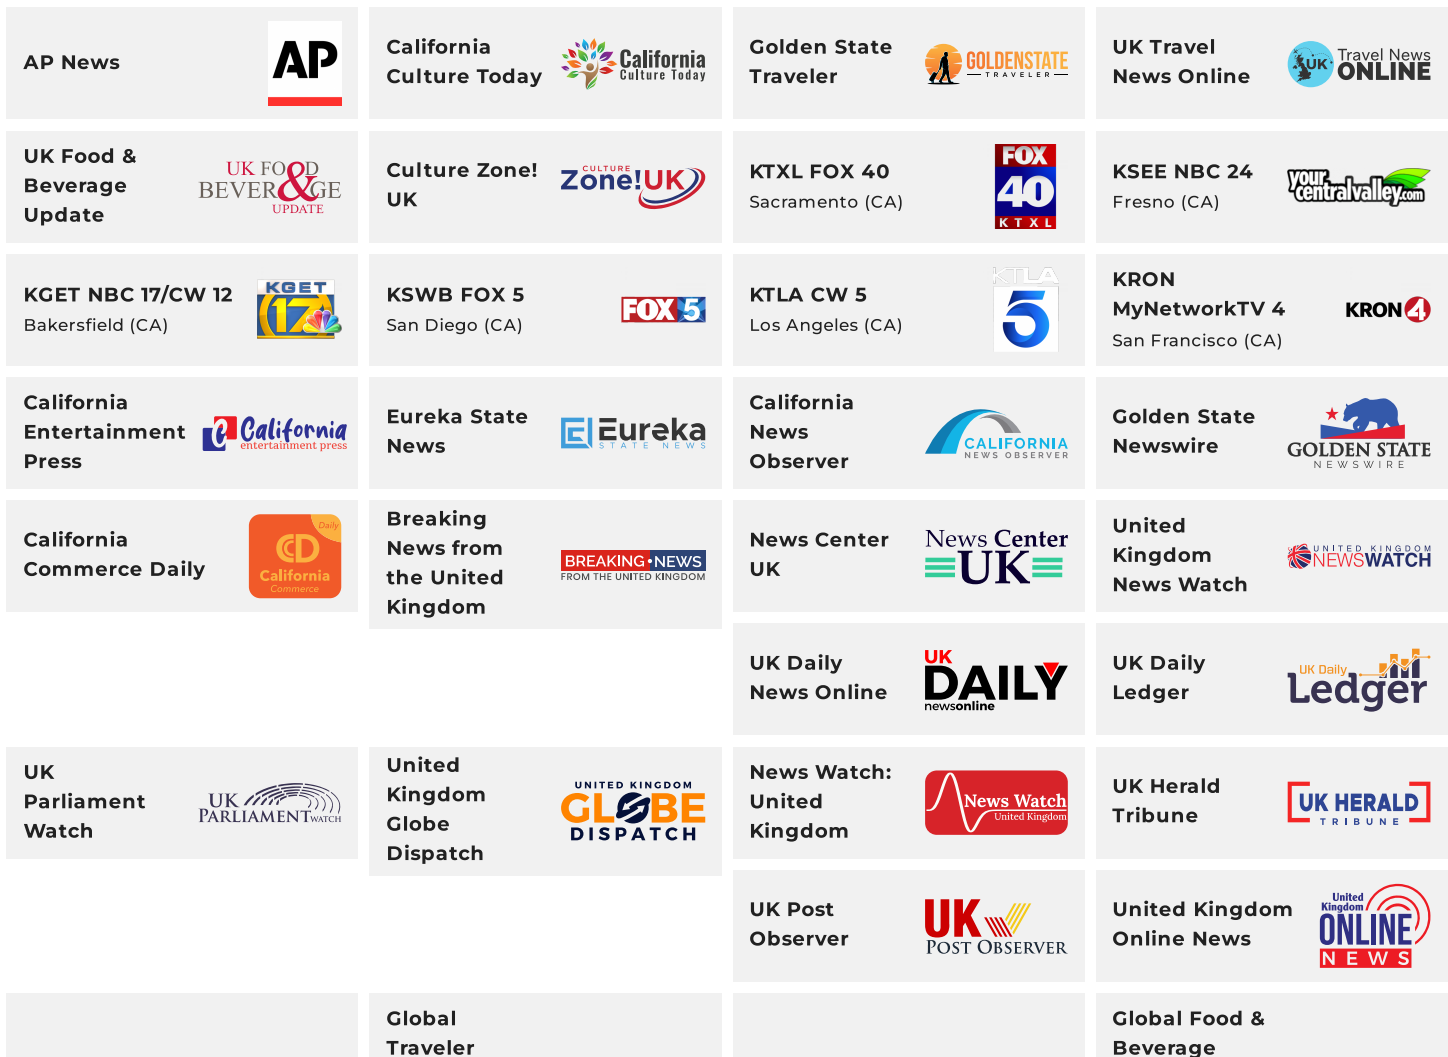 AP News
AP
California
Culture Today
California
Culture Today
Golden State
Traveler
GOLDENSTATE
TRAVELER
UK Travel
News Online
UK
Travel News
ONLINE
UK Food &
Beverage
Update
UK FOOD
BEVER&GE
UPDATE
Culture Zone!
UK
CULTURE
Zone!UK
KTXL FOX 40
Sacramento (CA)
FOX
40
KTXL
KSEE NBC 24
Fresno (CA)
your
centralvalley.com
KGET NBC 17/CW 12
Bakersfield (CA)
KGET
17
KSWB FOX 5
San Diego (CA)
FOX 5
KTLA CW 5
Los Angeles (CA)
KTLA
5
KRON
MyNetworkTV 4
San Francisco (CA)
KRON 4
California
Entertainment
Press
California
entertainment press
Eureka State
News
Eureka
STATE NEWS
California
News
Observer
CALIFORNIA
NEWS OBSERVER
Golden State
Newswire
GOLDEN STATE
NEWSWIRE
California
Commerce Daily
Daily
CD
California
Commerce
Breaking
News from
the United
Kingdom
BREAKING•NEWS
FROM THE UNITED KINGDOM
News Center
UK
News Center
UK
United
Kingdom
News Watch
UNITED KINGDOM
NEWSWATCH
UK Daily
News Online
UK
DAILY
newsonline
UK Daily
Ledger
UK Daily
Ledger
UK
Parliament
Watch
UK
PARLIAMENT WATCH
United
Kingdom
Globe
Dispatch
UNITED KINGDOM
GLOBE
DISPATCH
News Watch:
United
Kingdom
News Watch
United Kingdom
UK Herald
Tribune
UK HERALD
TRIBUNE
UK Post
Observer
UK
POST OBSERVER
United Kingdom
Online News
United
Kingdom
ONLINE
NEWS
Global
Traveler
Global Food &
Beverage